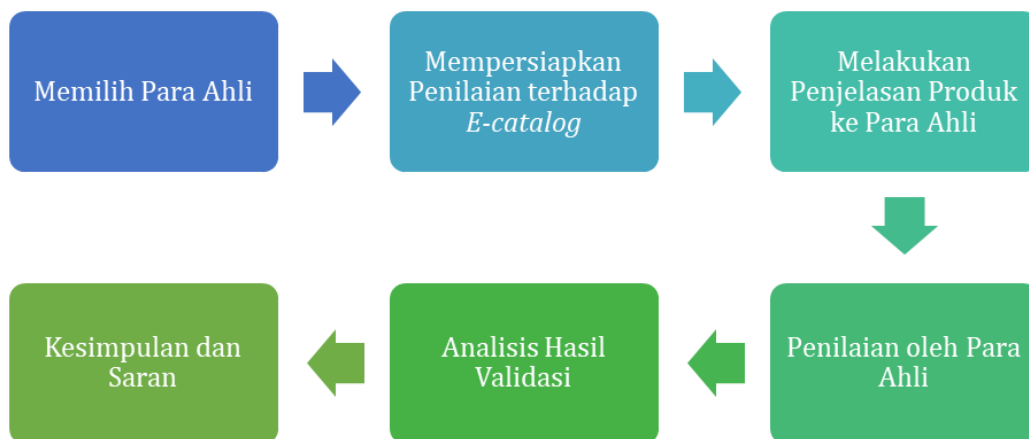 Memilih Para Ahli
Mempersiapkan
Penilaian terhadap
E-catalog
Melakukan
Penjelasan Produk
ke Para Ahli
Penilaian oleh Para
Ahli
Analisis Hasil
Validasi
Kesimpulan dan
Saran